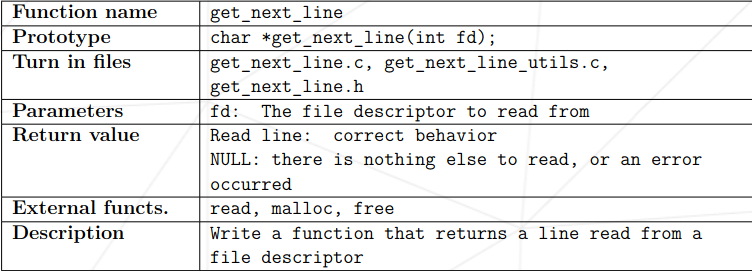 Function name get_next_line
Prototype char *get_next_line(int fd);
Turn in files get_next_line.c, get_next_line_utils.c,
get_next_line.h
Parameters fd: The file descriptor to read from
Return value Read line: correct behavior
NULL: there is nothing else to read, or an error
occurred
External functs. read, malloc, free
Description Write a function that returns a line read from a
file descriptor